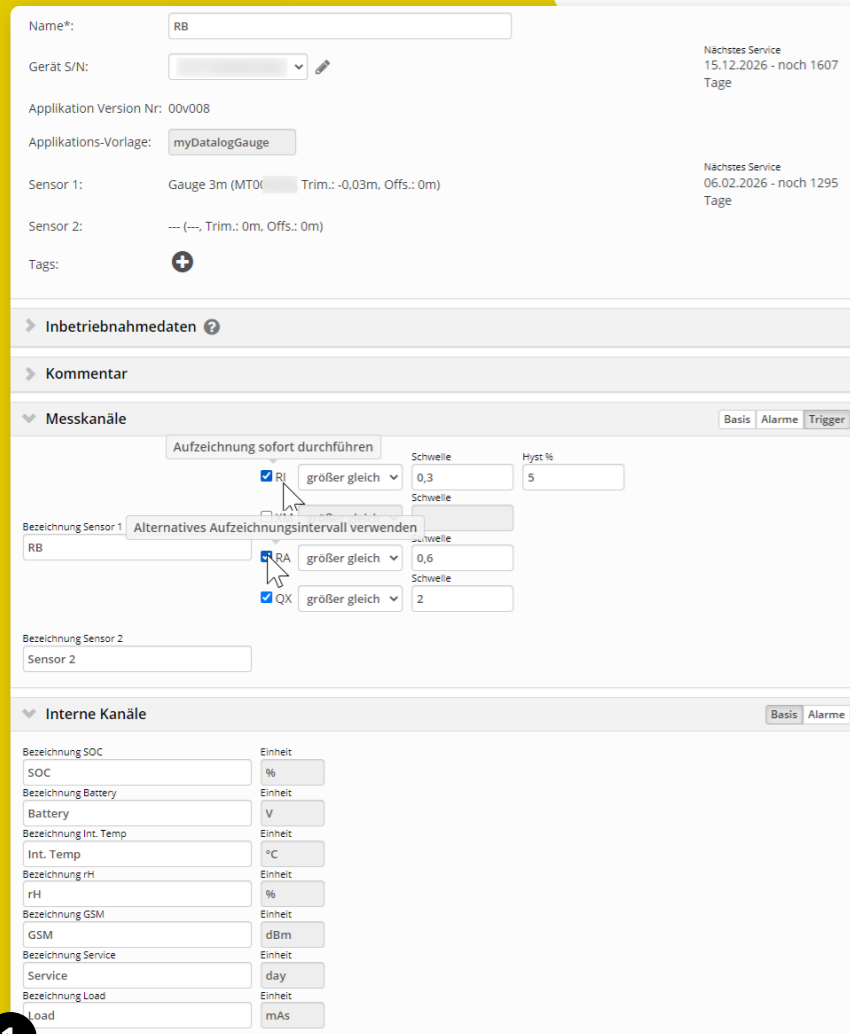 Name*:
RB
Nächstes Service
Gerät S/N:
15.12.2026 - noch 1607
Tage
Applikation Version Nr: 00v008
Applikations-Vorlage:
myDatalogGauge
Nächstes Service
Sensor 1:
Gauge 3m (MT00 Trim.: -0,03m, Offs.: 0m)
06.02.2026 - noch 1295
Tage
Sensor 2:
--- (---, Trim.: 0m, Offs.: 0m)
Tags:
Inbetriebnahmedaten ?
Kommentar
Messkanäle
Basis Alarme Trigger
Aufzeichnung sofort durchführen
Schwelle Hyst %
RI größer gleich 0,3 5
Schwelle
Bezeichnung Sensor 1
Alternatives Aufzeichnungsintervall verwenden
Schwelle
RB
RA größer gleich 0,6
Schwelle
QX größer gleich 2
Bezeichnung Sensor 2
Sensor 2
Interne Kanäle
Basis Alarme
Bezeichnung SOC Einheit
SOC %
Bezeichnung Battery Einheit
Battery V
Bezeichnung Int. Temp Einheit
Int. Temp °C
Bezeichnung rH Einheit
rH %
Bezeichnung GSM Einheit
GSM dBm
Bezeichnung Service Einheit
Service day
Bezeichnung Load Einheit
Load mAs
1